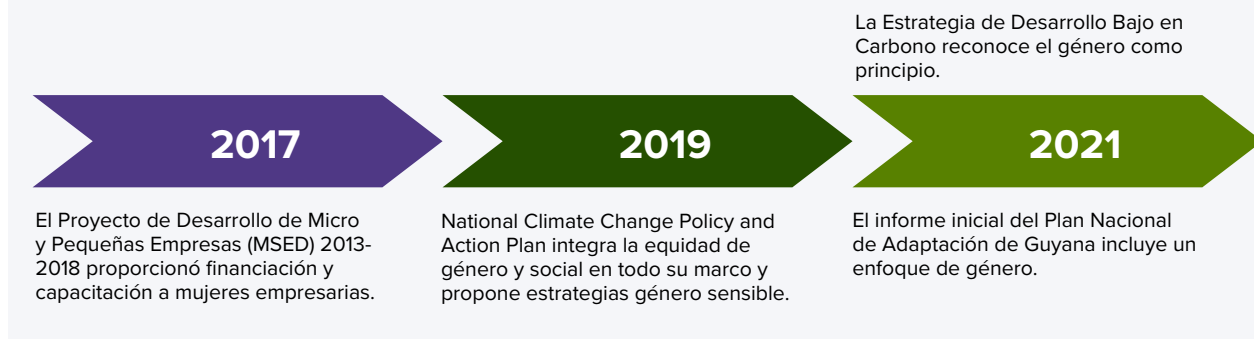 La Estrategia de Desarrollo Bajo en
Carbono reconoce el género como
principio.
2017
2019
2021
El Proyecto de Desarrollo de Micro
y Pequeñas Empresas (MSED) 2013-
2018 proporcionó financiación y
capacitación a mujeres empresarias.
National Climate Change Policy and
Action Plan integra la equidad de
género y social en todo su marco y
propone estrategias género sensible.
El informe inicial del Plan Nacional
de Adaptación de Guyana incluye un
enfoque de género.